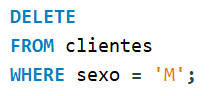 DELETE
FROM clientes
WHERE sexo = 'M';